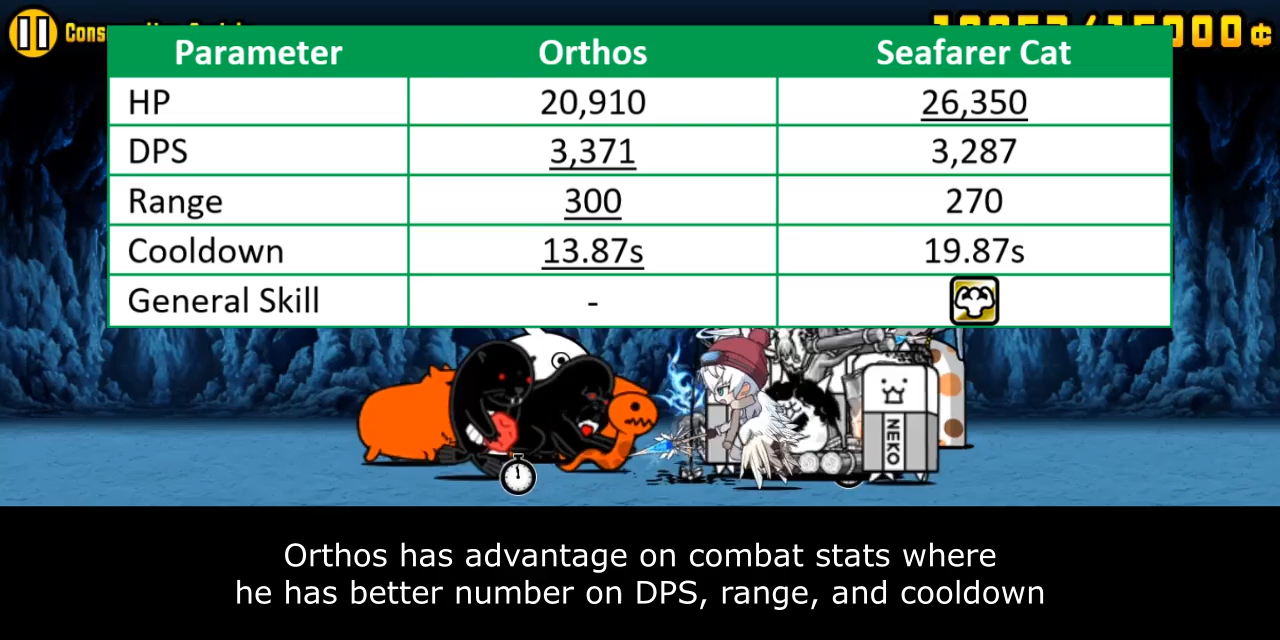 Parameter Orthos Seafarer Cat
HP 20,910 26,350
DPS 3,371 3,287
Range 300 270
Cooldown 13.87s 19.87s
General Skill -
NEKO
Orthos has advantage on combat stats where
he has better number on DPS, range, and cooldown